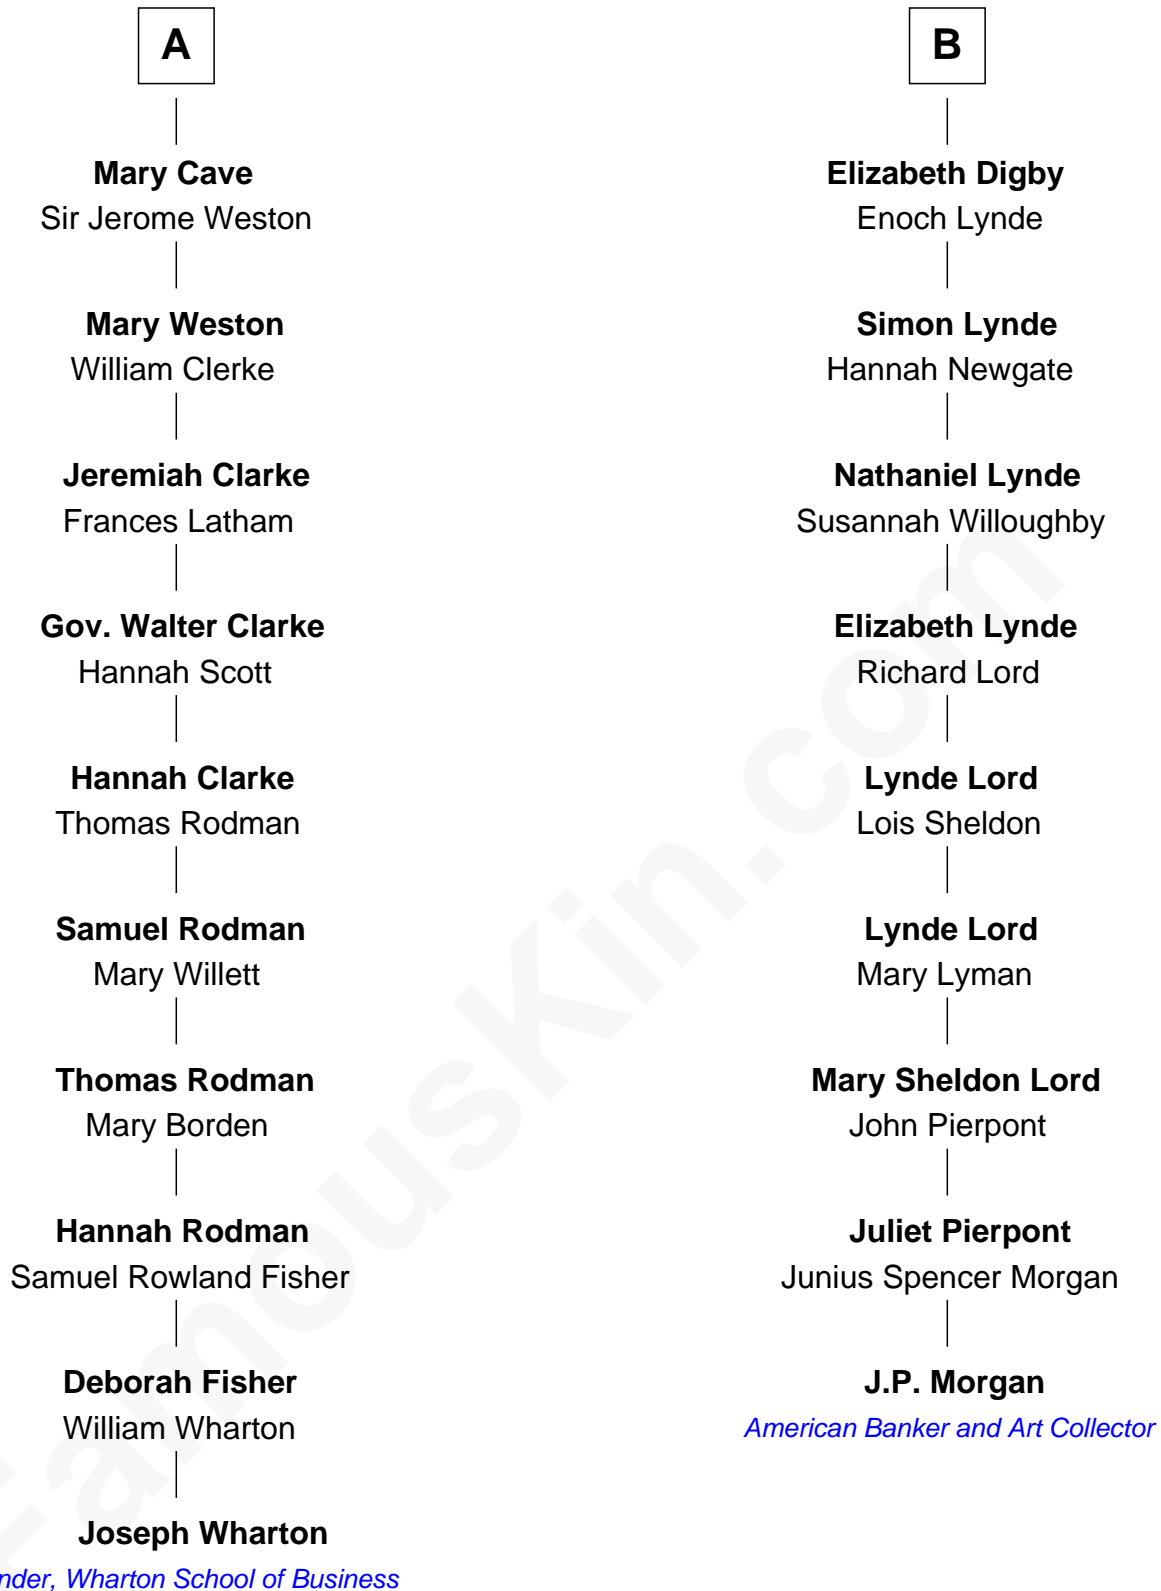 A
Mary Cave
Sir Jerome Weston
Mary Weston
William Clerke
Jeremiah Clarke
Frances Latham
Gov. Walter Clarke
Hannah Scott
Hannah Clarke
Thomas Rodman
Samuel Rodman
Mary Willett
Thomas Rodman
Mary Borden
Hannah Rodman
Samuel Rowland Fisher
Deborah Fisher
William Wharton
Joseph Wharton
nder, Wharton School of Business
B
Elizabeth Digby
Enoch Lynde
Simon Lynde
Hannah Newgate
Nathaniel Lynde
Susannah Willoughby
Elizabeth Lynde
Richard Lord
Lynde Lord
Lois Sheldon
Lynde Lord
Mary Lyman
Mary Sheldon Lord
John Pierpont
Juliet Pierpont
Junius Spencer Morgan
J.P. Morgan
American Banker and Art Collector
FamousKin.com